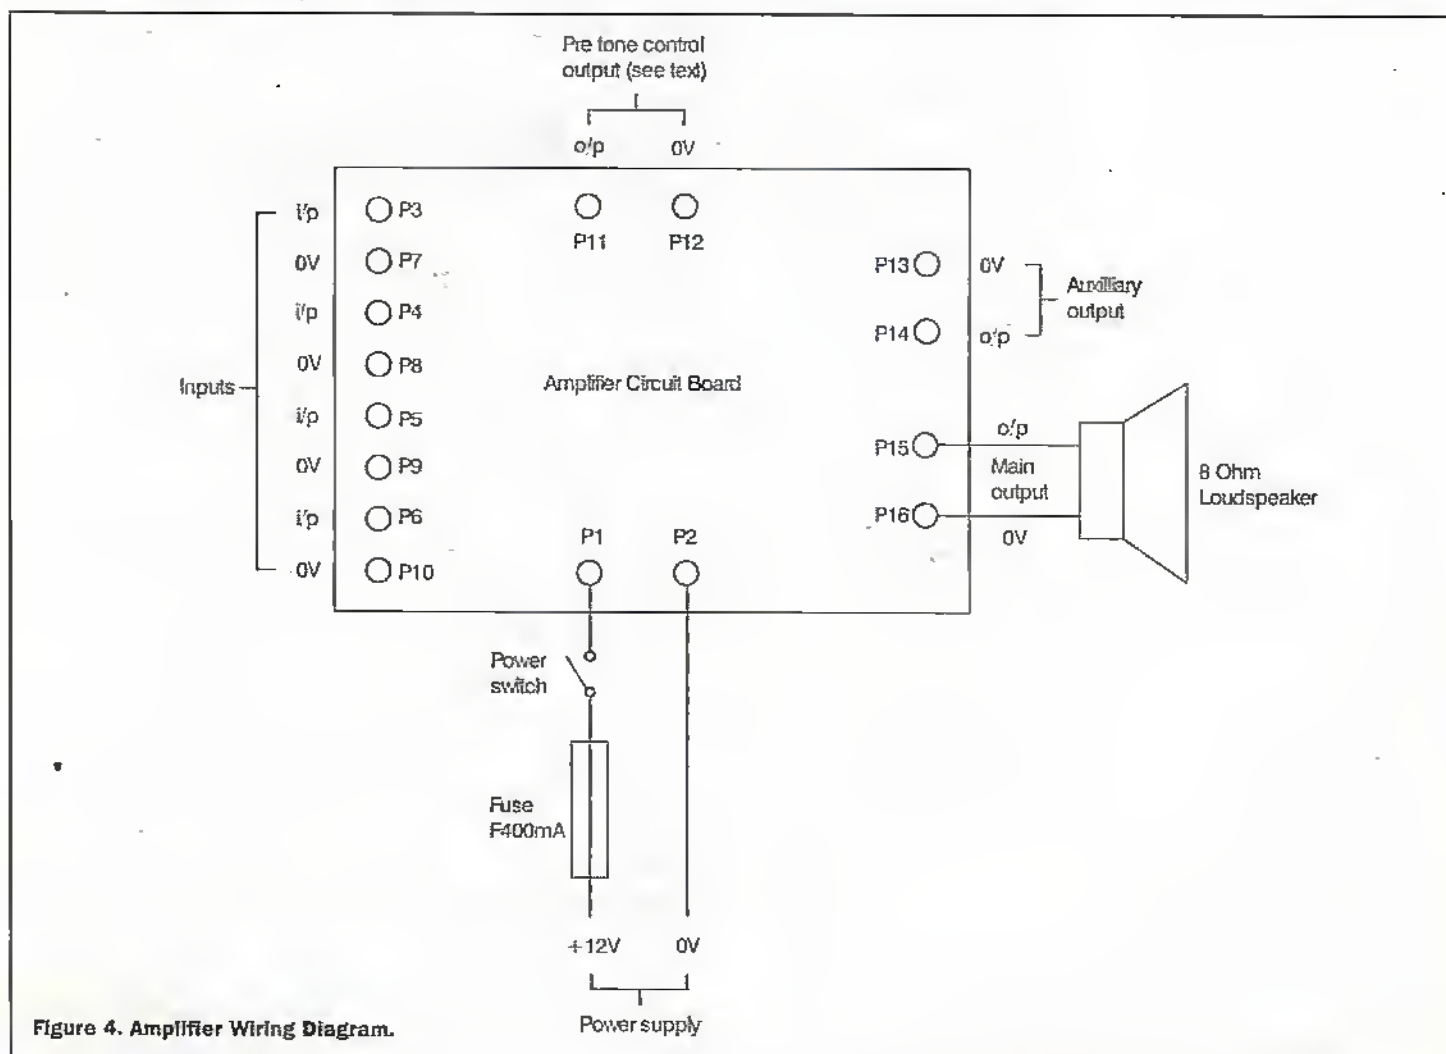 Pre tone control
output (see text)
o/p 0V
i/p P3
P11 P12
0V P7
P13 0V
Auxiliary
output
i/p P4
P14 o/p
0V P8
Amplifier Circuit Board
Inputs
i/p P5
o/p
P15
Main
output
8 Ohm
Loudspeaker
0V P9
i/p P6
P16
0V
P1 P2
0V P10
Power
switch
Fuse
F400mA
+12V 0V
Power supply
Figure 4. Amplifier Wiring Diagram.